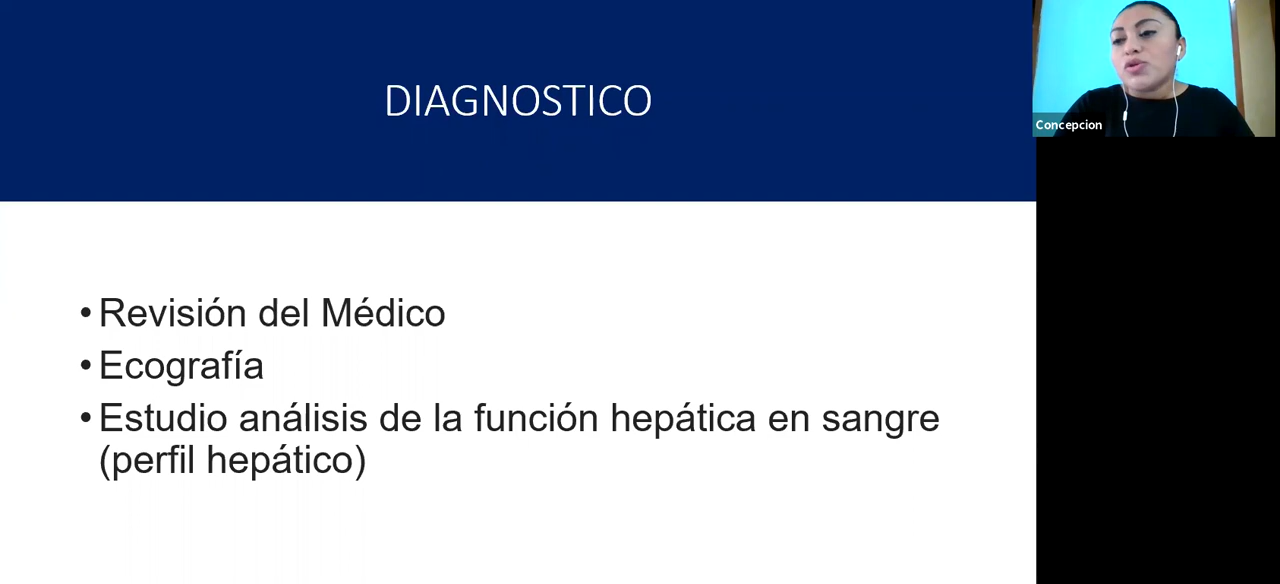 DIAGNOSTICO
Concepcion
• Revisión del Médico
• Ecografía
• Estudio análisis de la función hepática en sangre
(perfil hepático)